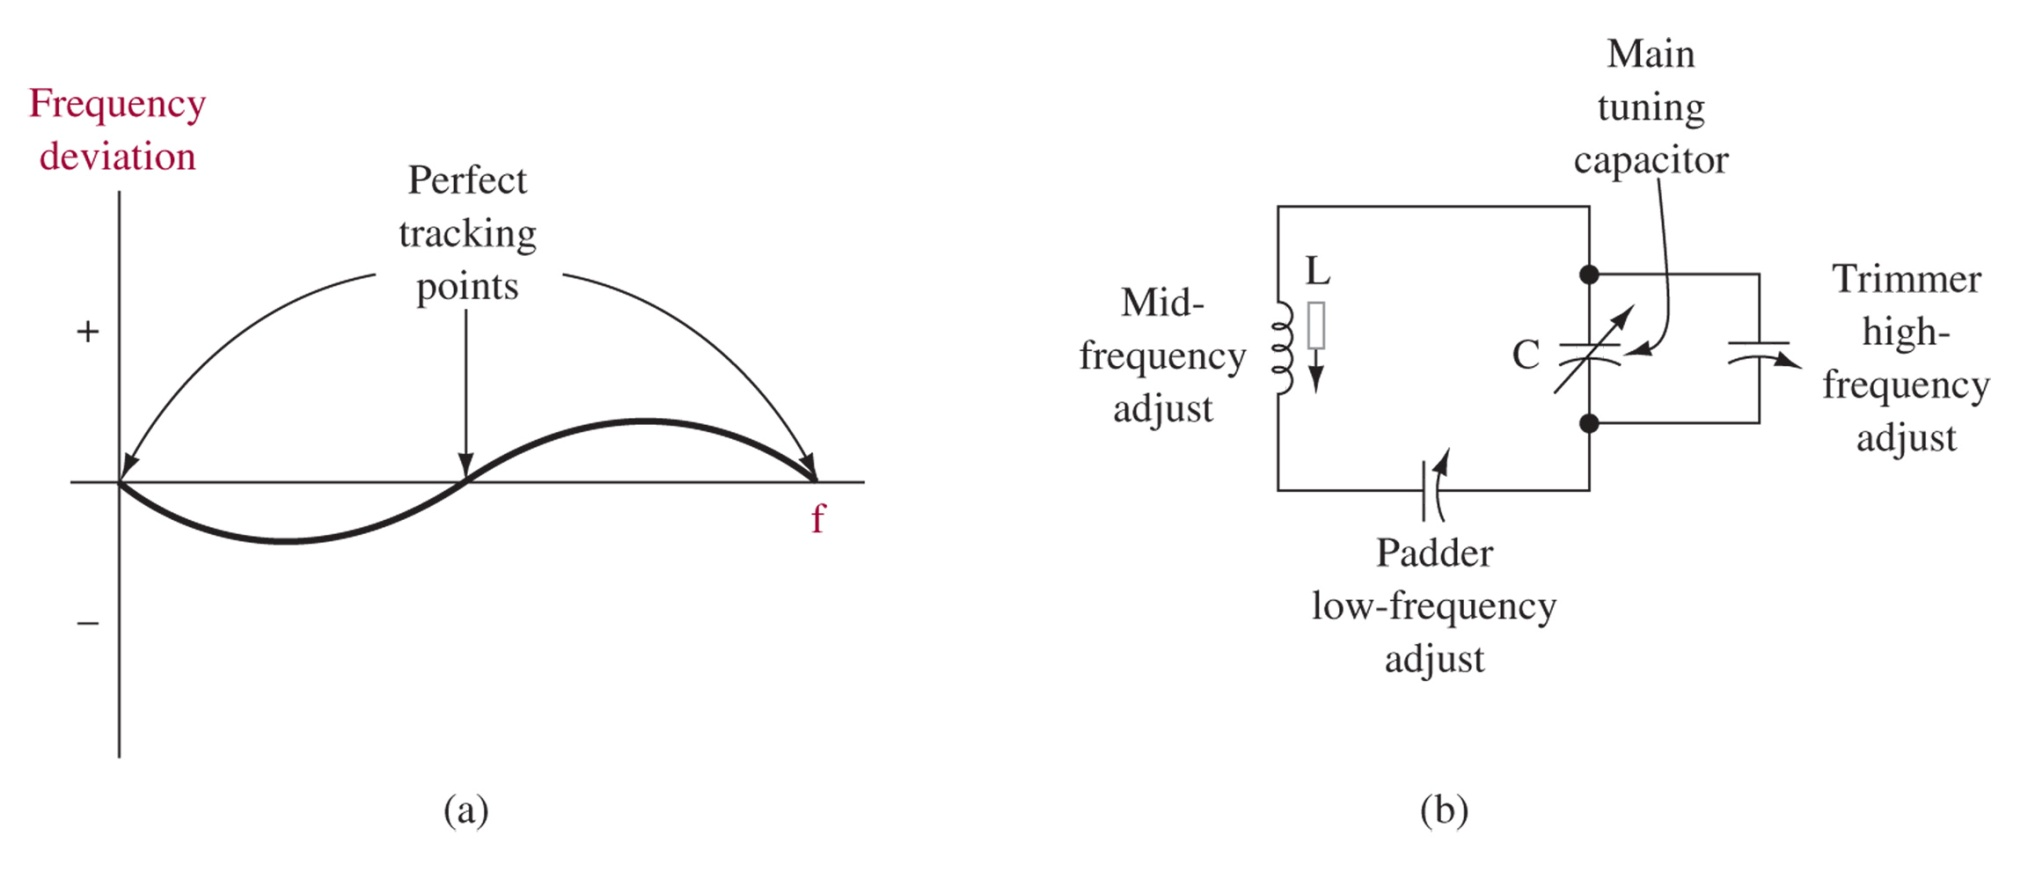 Frequency
deviation
Perfect
tracking
points
+
f
−
(a)
Main
tuning
capacitor
L
Mid-
frequency
adjust
C
Trimmer
high-
frequency
adjust
Padder
low-frequency
adjust
(b)